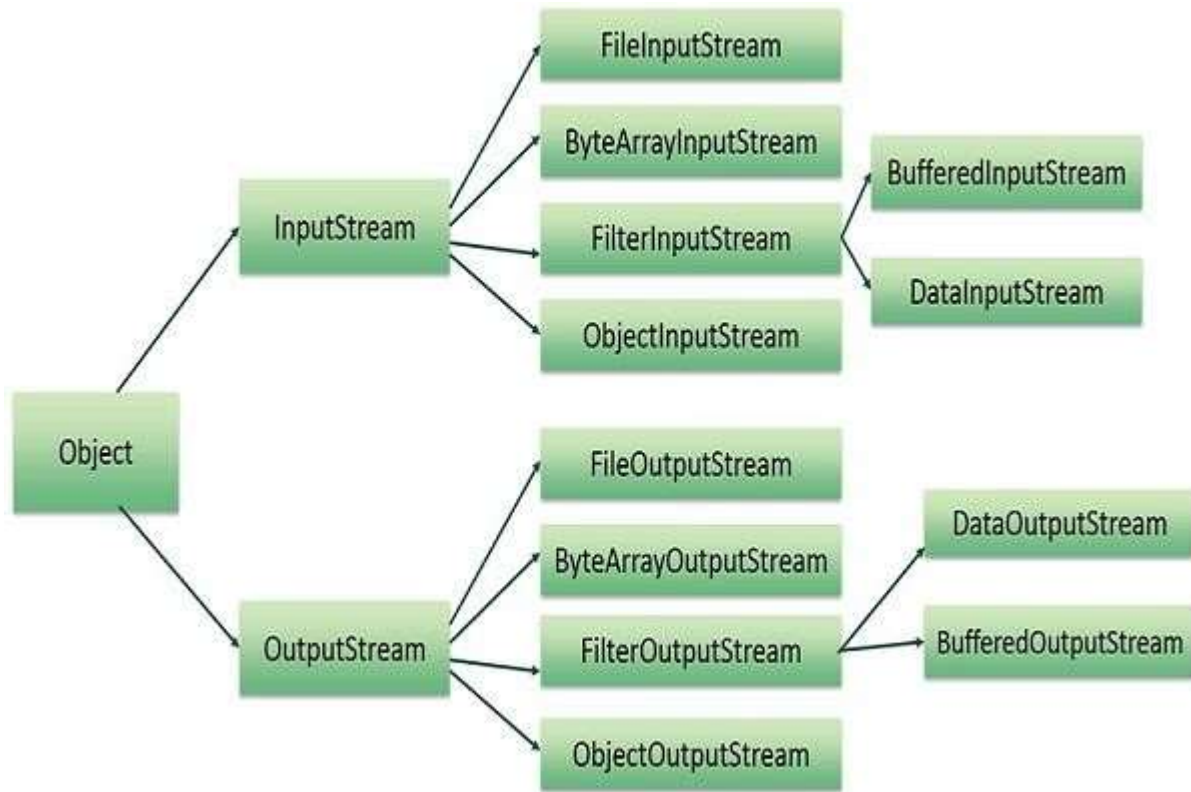 FileInputStream
ByteArrayInputStream
BufferedInputStream
InputStream
FilterInputStream
DataInputStream
ObjectInputStream
Object
FileOutputStream
DataOutputStream
ByteArrayOutputStream
OutputStream
FilterOutputStream
BufferedOutputStream
ObjectOutputStream